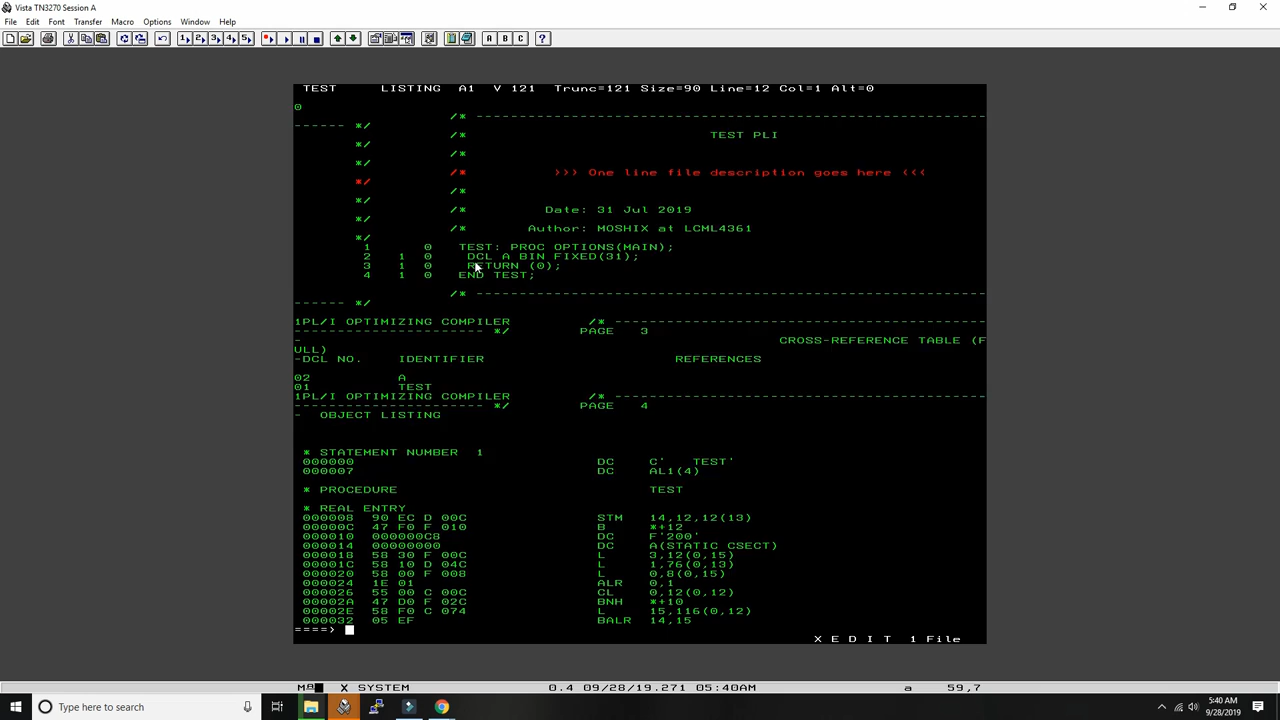 Vista TN3270 Session A
File Edit Font Transfer Macro Options Window Help
1 2 3 4 5 A B C ?
TEST LISTING A1 V 121 Trunc=121 Size=90 Line=12 Col=1 Alt=0
0
/* ------------------------------------------------------------
------ */
/* TEST PLI
*/
/*
*/
/* >>> One line file description goes here <<<
*/
/*
*/
/* Date: 31 Jul 2019
*/
/* Author: MOSHIX at LCML4361
*/
1 0 TEST: PROC OPTIONS(MAIN);
2 1 0 DCL A BIN FIXED(31);
3 1 0 RETURN (0);
4 1 0 END TEST;
/* ------------------------------------------------------------
------ */
1PL/I OPTIMIZING COMPILER /* -------------------------------------------
---------------------- */ PAGE 3
- CROSS-REFERENCE TABLE (F
ULL)
-DCL NO. IDENTIFIER REFERENCES
02 A
01 TEST
1PL/I OPTIMIZING COMPILER /* -------------------------------------------
---------------------- */ PAGE 4
- OBJECT LISTING
* STATEMENT NUMBER 1
000000 DC C' TEST'
000007 DC AL1(4)
* PROCEDURE TEST
* REAL ENTRY
000008 90 EC D 00C STM 14,12,12(13)
00000C 47 F0 F 010 B *+12
000010 000000C8 DC F'200'
000014 00000000 DC A(STATIC CSECT)
000018 58 30 F 00C L 3,12(0,15)
00001C 58 10 D 04C L 1,76(0,13)
000020 58 00 F 008 L 0,8(0,15)
000024 1E 01 ALR 0,1
000026 55 00 C 00C CL 0,12(0,12)
00002A 47 D0 F 02C BNH *+10
00002E 58 F0 C 074 L 15,116(0,12)
000032 05 EF BALR 14,15
====>
X E D I T 1 File
X SYSTEM 0.4 09/28/19.271 05:40AM a 59,7
Type here to search
5:40 AM
9/28/2019